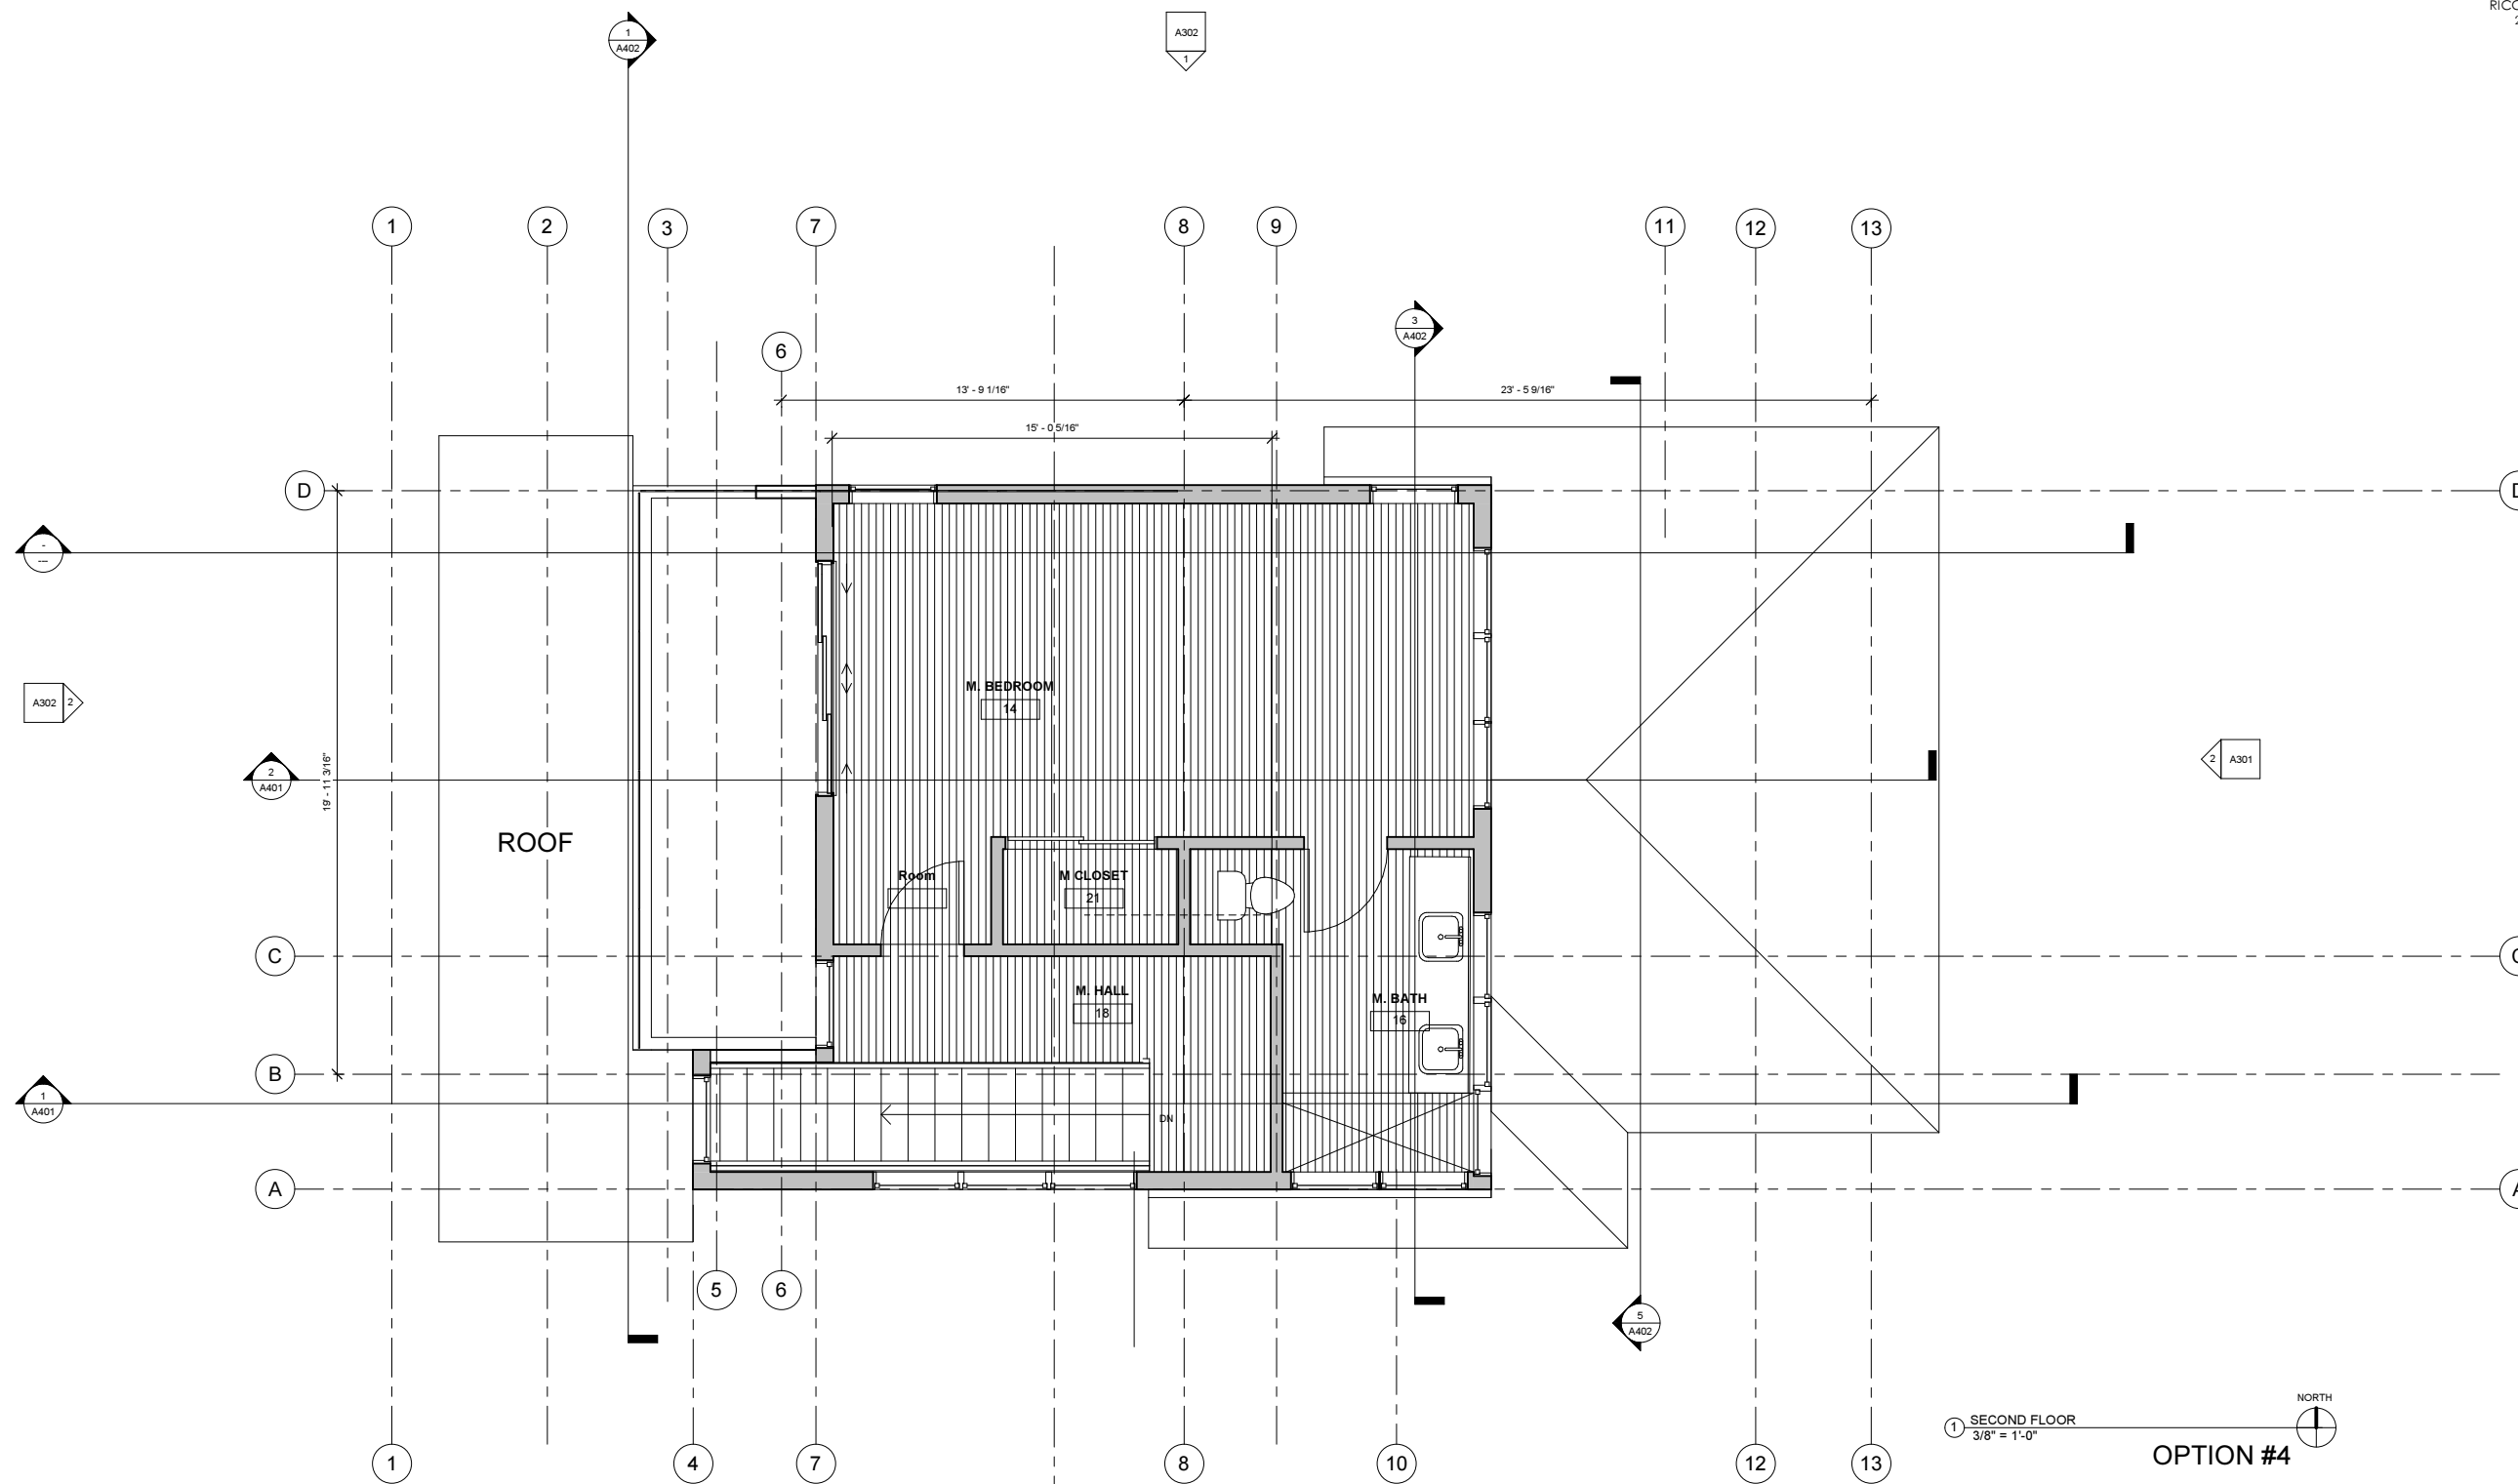 RICO
2
1
A402
A302
1
1
2
3
7
8
9
11
12
13
3
A402
6
13' - 9 1/16"
23' - 5 9/16"
15' - 0 5/16"
D
D
-
---
M. BEDROOM
14
A302
2
2
A301
2
A401
19' - 11 3/16"
ROOF
Room
M CLOSET
21
C
C
M. HALL
18
M. BATH
16
B
1
A401
DN
A
A
5
6
5
A402
NORTH
1
SECOND FLOOR
3/8" = 1'-0"
OPTION #4
1
4
7
8
10
12
13